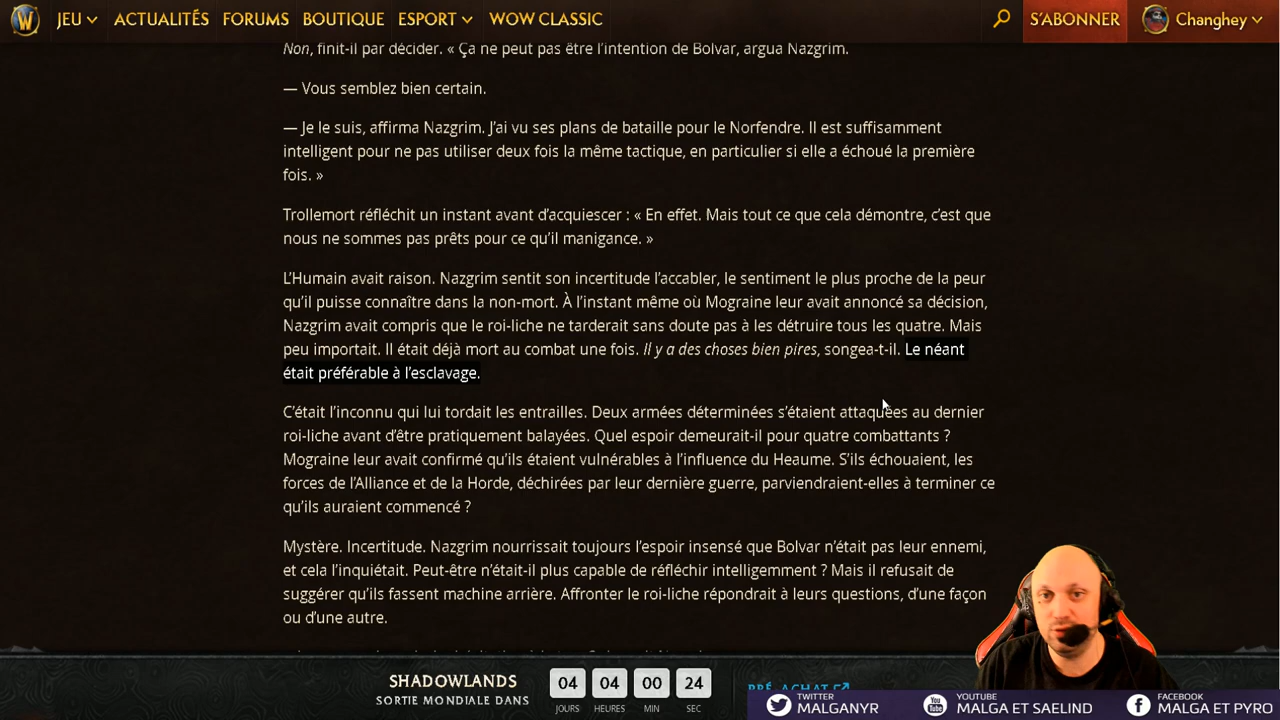 JEU ACTUALITÉS FORUMS BOUTIQUE ESPORT WOW CLASSIC S'ABONNER Changhey
Non, finit-il par décider. « Ça ne peut pas être l'intention de Bolvar, argua Nazgrim.
— Vous semblez bien certain.
— Je le suis, affirma Nazgrim. J'ai vu ses plans de bataille pour le Norfendre. Il est suffisamment
intelligent pour ne pas utiliser deux fois la même tactique, en particulier si elle a échoué la première
fois. »
Trollemort réfléchit un instant avant d'acquiescer : « En effet. Mais tout ce que cela démontre, c'est que
nous ne sommes pas prêts pour ce qu'il manigance. »
L'Humain avait raison. Nazgrim sentit son incertitude l'accabler, le sentiment le plus proche de la peur
qu'il puisse connaître dans la non-mort. À l'instant même où Mograine leur avait annoncé sa décision,
Nazgrim avait compris que le roi-liche ne tarderait sans doute pas à les détruire tous les quatre. Mais
peu importait. Il était déjà mort au combat une fois. Il y a des choses bien pires, songea-t-il. Le néant
était préférable à l'esclavage.
C'était l'inconnu qui lui tordait les entrailles. Deux armées déterminées s'étaient attaquées au dernier
roi-liche avant d'être pratiquement balayées. Quel espoir demeurait-il pour quatre combattants ?
Mograine leur avait confirmé qu'ils étaient vulnérables à l'influence du Heaume. S'ils échouaient, les
forces de l'Alliance et de la Horde, déchirées par leur dernière guerre, parviendraient-elles à terminer ce
qu'ils auraient commencé ?
Mystère. Incertitude. Nazgrim nourrissait toujours l'espoir insensé que Bolvar n'était pas leur ennemi,
et cela l'inquiétait. Peut-être n'était-il plus capable de réfléchir intelligemment ? Mais il refusait de
suggérer qu'ils fassent machine arrière. Affronter le roi-liche répondrait à leurs questions, d'une façon
ou d'une autre.
SHADOWLANDS
SORTIE MONDIALE DANS
04 04 00 24
JOURS HEURES MIN SEC
PRÉ-ACHAT
TWITTER
MALGANYR
YOUTUBE
MALGA ET SAELIND
FACEBOOK
MALGA ET PYRO